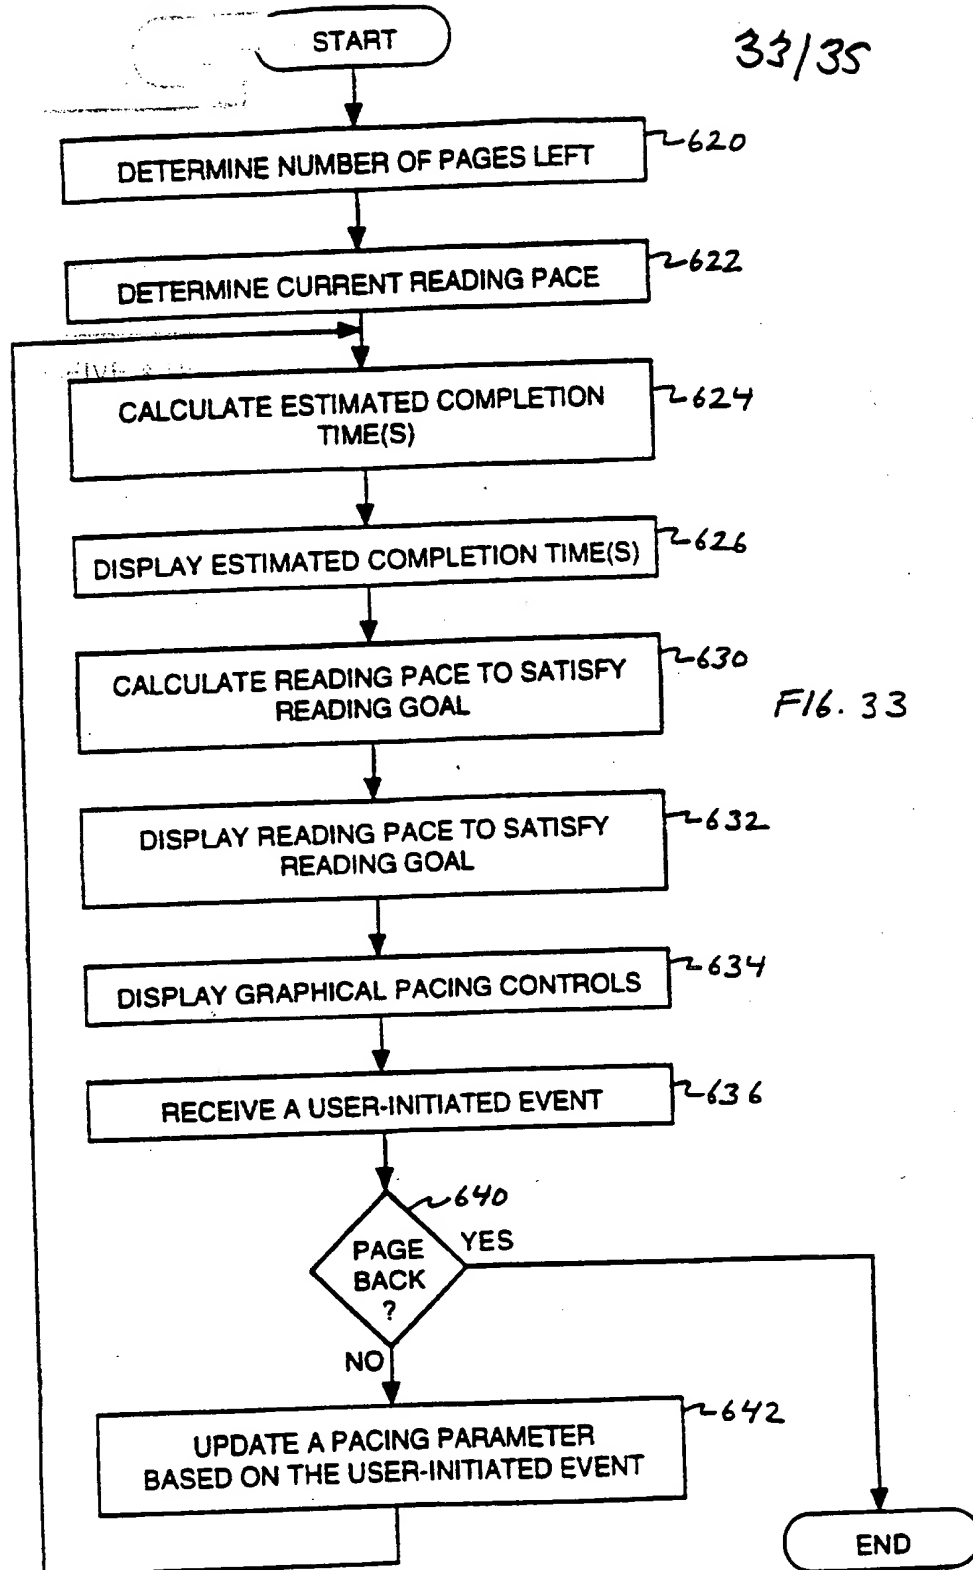 START
33/35
DETERMINE NUMBER OF PAGES LEFT
620
DETERMINE CURRENT READING PACE
622
CALCULATE ESTIMATED COMPLETION
TIME(S)
624
DISPLAY ESTIMATED COMPLETION TIME(S)
626
CALCULATE READING PACE TO SATISFY
READING GOAL
630
FIG. 33
DISPLAY READING PACE TO SATISFY
READING GOAL
632
DISPLAY GRAPHICAL PACING CONTROLS
634
RECEIVE A USER-INITIATED EVENT
636
640
PAGE
BACK
?
YES
NO
UPDATE A PACING PARAMETER
BASED ON THE USER-INITIATED EVENT
642
END